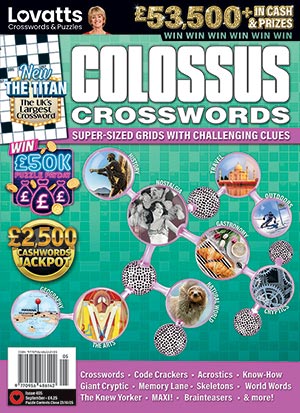 Lovatts
Crosswords & Puzzles
£53,500+ IN CASH & PRIZES
WIN WIN WIN WIN WIN WIN
New
THE TITAN
The UK's
Largest
Crossword
COLOSSUS
CROSSWORDS
SUPER-SIZED GRIDS WITH CHALLENGING CLUES
WIN
£50K
PUZZLE PAYDAY
£ £ £
£2,500
CASHWORDS
JACKPOT
NOSTALGIA
TRAVEL
OUTDOORS
GASTRONOMY
CRYPTICS
GEOGRAPHY
THE ARTS
M
Crosswords • Code Crackers • Acrostics • Know-How
Giant Cryptic • Memory Lane • Skeletons • World Words
The Knew Yorker • MAXI! • Brainteasers • & more!
05